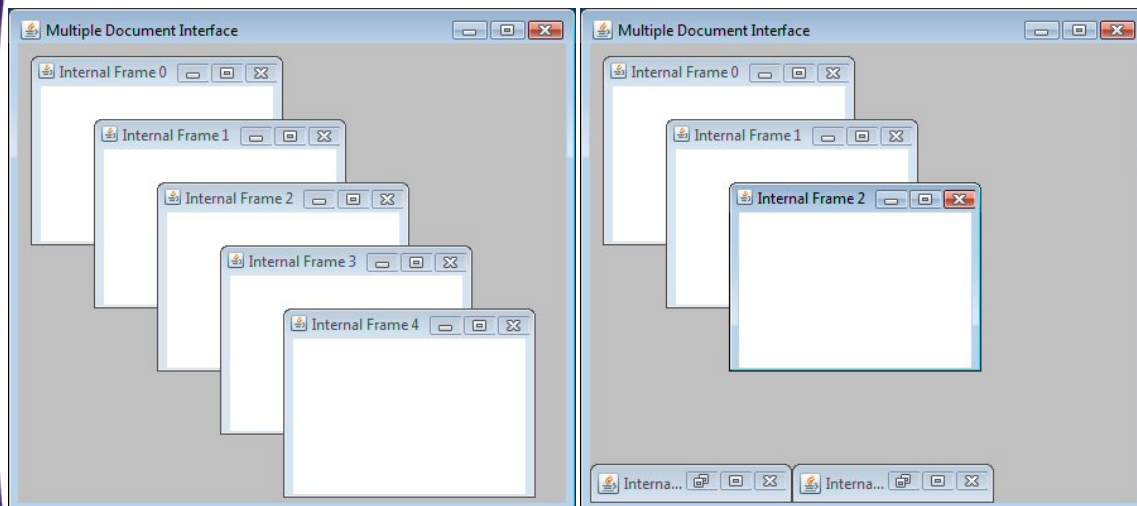 Multiple Document Interface
Internal Frame 0
Internal Frame 1
Internal Frame 2
Internal Frame 3
Internal Frame 4
Multiple Document Interface
Internal Frame 0
Internal Frame 1
Internal Frame 2
Interna...
Interna...